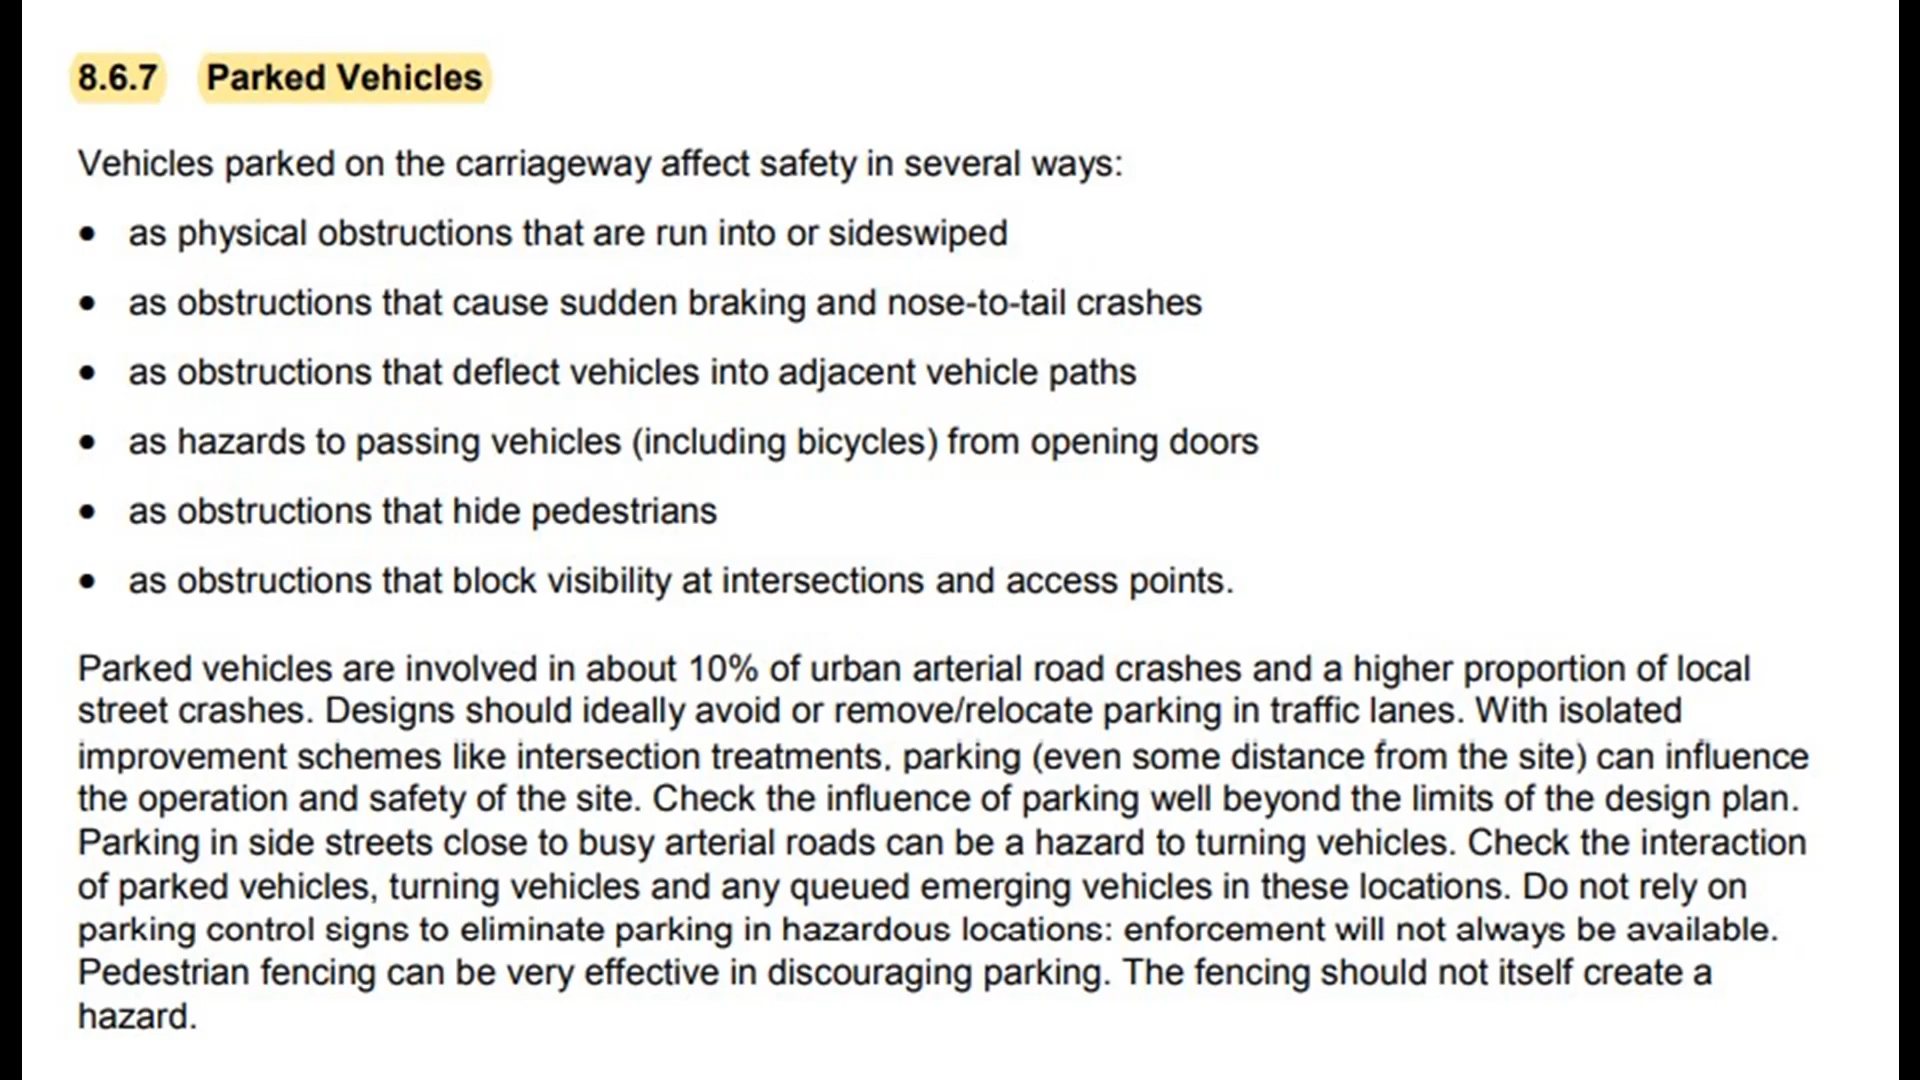 8.6.7 Parked Vehicles
Vehicles parked on the carriageway affect safety in several ways:
• as physical obstructions that are run into or sideswiped
• as obstructions that cause sudden braking and nose-to-tail crashes
• as obstructions that deflect vehicles into adjacent vehicle paths
• as hazards to passing vehicles (including bicycles) from opening doors
• as obstructions that hide pedestrians
• as obstructions that block visibility at intersections and access points.
Parked vehicles are involved in about 10% of urban arterial road crashes and a higher proportion of local
street crashes. Designs should ideally avoid or remove/relocate parking in traffic lanes. With isolated
improvement schemes like intersection treatments, parking (even some distance from the site) can influence
the operation and safety of the site. Check the influence of parking well beyond the limits of the design plan.
Parking in side streets close to busy arterial roads can be a hazard to turning vehicles. Check the interaction
of parked vehicles, turning vehicles and any queued emerging vehicles in these locations. Do not rely on
parking control signs to eliminate parking in hazardous locations: enforcement will not always be available.
Pedestrian fencing can be very effective in discouraging parking. The fencing should not itself create a
hazard.